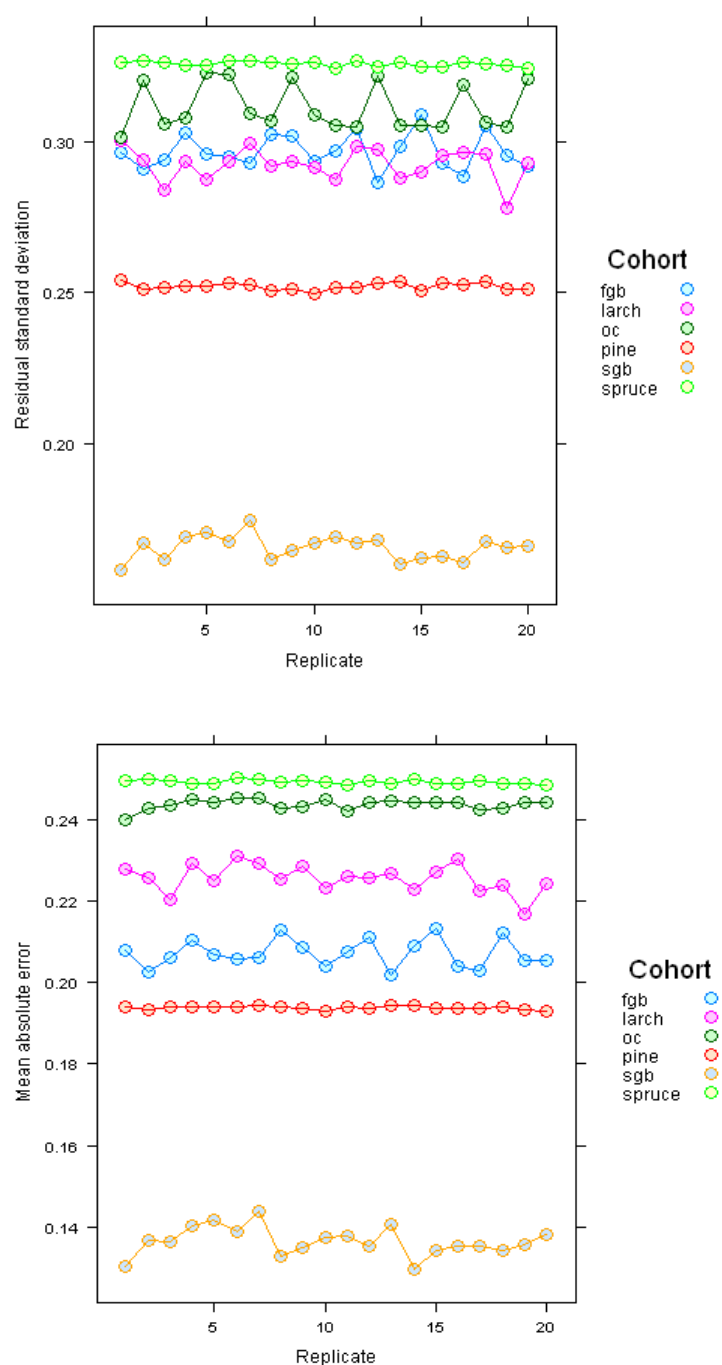 0.30
0.25
0.20
Residual standard deviation
5
10
15
20
Replicate
Cohort
fgb
larch
oc
pine
sgb
spruce
0.24
0.22
0.20
0.18
0.16
0.14
Mean absolute error
5
10
15
20
Replicate
Cohort
fgb
larch
oc
pine
sgb
spruce